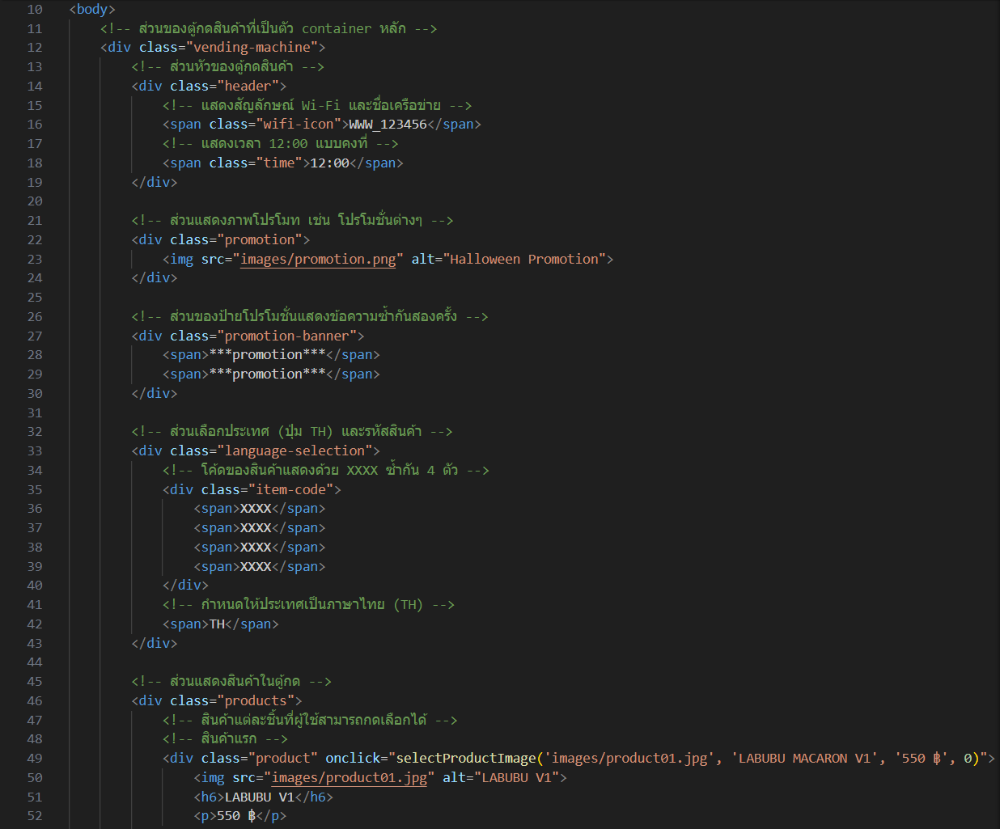 10 <body>
11 <!-- ส่วนของตู้กดสินค้าที่เป็นตัว container หลัก -->
12 <div class="vending-machine">
13 <!-- ส่วนหัวของตู้กดสินค้า -->
14 <div class="header">
15 <!-- แสดงสัญลักษณ์ Wi-Fi และชื่อเครือข่าย -->
16 <span class="wifi-icon">WWW_123456</span>
17 <!-- แสดงเวลา 12:00 แบบคงที่ -->
18 <span class="time">12:00</span>
19 </div>
20
21 <!-- ส่วนแสดงภาพโปรโมท เช่น โปรโมชั่นต่างๆ -->
22 <div class="promotion">
23 <img src="images/promotion.png" alt="Halloween Promotion">
24 </div>
25
26 <!-- ส่วนของป้ายโปรโมชั่นแสดงข้อความซ้ำกันสองครั้ง -->
27 <div class="promotion-banner">
28 <span>***promotion***</span>
29 <span>***promotion***</span>
30 </div>
31
32 <!-- ส่วนเลือกประเทศ (ปุ่ม TH) และรหัสสินค้า -->
33 <div class="language-selection">
34 <!-- โค้ดของสินค้าแสดงด้วย XXXX ซ้ำกัน 4 ตัว -->
35 <div class="item-code">
36 <span>XXXX</span>
37 <span>XXXX</span>
38 <span>XXXX</span>
39 <span>XXXX</span>
40 </div>
41 <!-- กำหนดให้ประเทศเป็นภาษาไทย (TH) -->
42 <span>TH</span>
43 </div>
44
45 <!-- ส่วนแสดงสินค้าในตู้กด -->
46 <div class="products">
47 <!-- สินค้าแต่ละชิ้นที่ผู้ใช้สามารถกดเลือกได้ -->
48 <!-- สินค้าแรก -->
49 <div class="product" onclick="selectProductImage('images/product01.jpg', 'LABUBU MACARON V1', '550 ฿', 0)">
50 <img src="images/product01.jpg" alt="LABUBU V1">
51 <h6>LABUBU V1</h6>
52 <p>550 ฿</p>